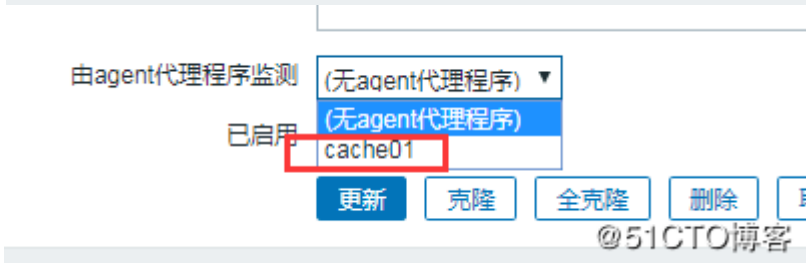 由agent代理程序监测 (无agent代理程序) ▼
(无agent代理程序)
已启用
cache01
更新 克隆 全克隆 删除
@51CTO博客